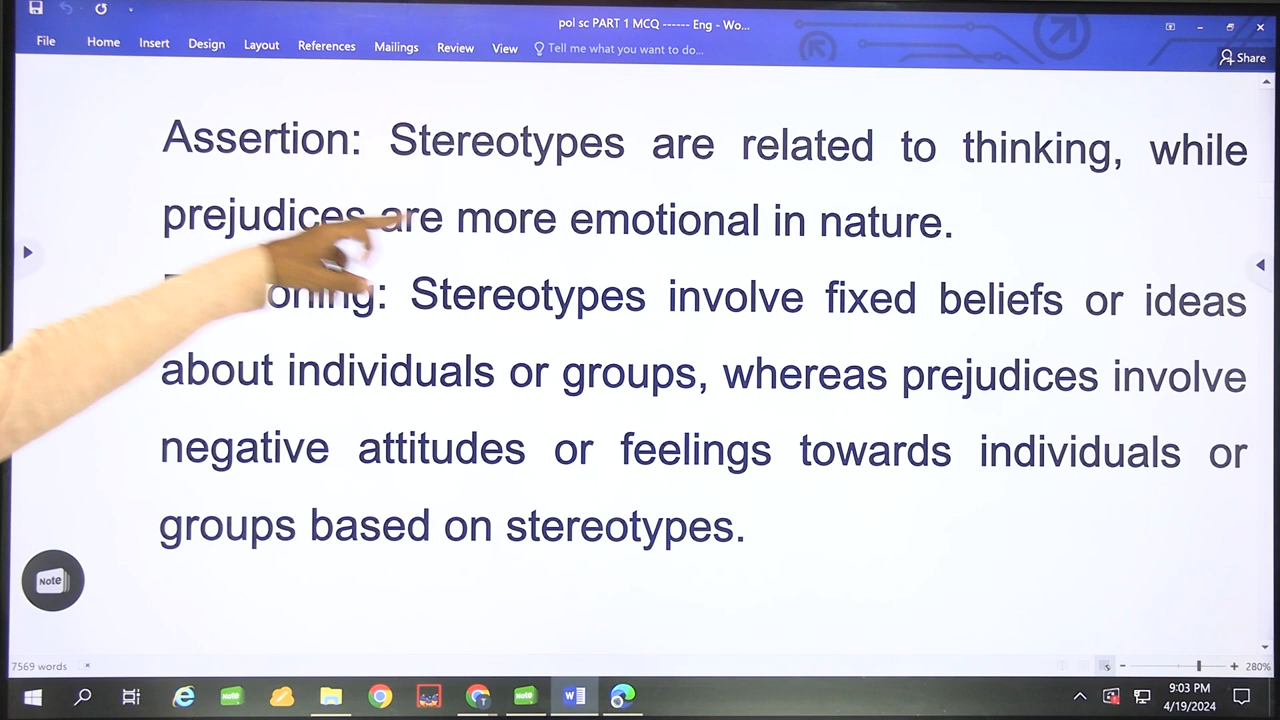 pol sc PART 1 MCQ ------ Eng - Wo...
File Home Insert Design Layout References Mailings Review View Tell me what you want to do...
Share
Assertion: Stereotypes are related to thinking, while
prejudices are more emotional in nature.
Stereotypes involve fixed beliefs or ideas
about individuals or groups, whereas prejudices involve
negative attitudes or feelings towards individuals or
groups based on stereotypes.
Note
7569 words
280%
Note
Note
9:03 PM
4/19/2024